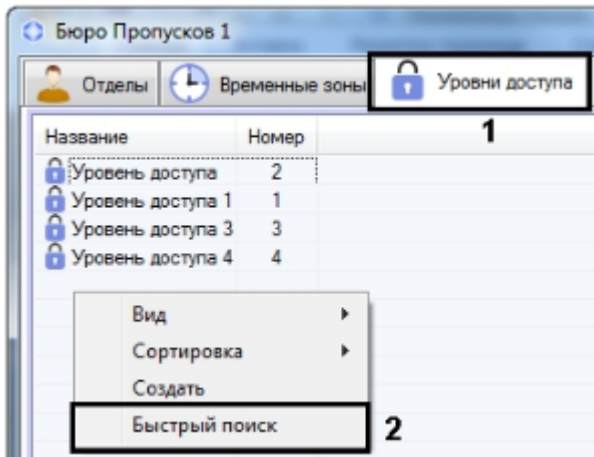 Бюро Пропусков 1
Отделы Временные зоны Уровни доступа
1
Название Номер
Уровень доступа 2
Уровень доступа 1 1
Уровень доступа 3 3
Уровень доступа 4 4
Вид
Сортировка
Создать
Быстрый поиск 2